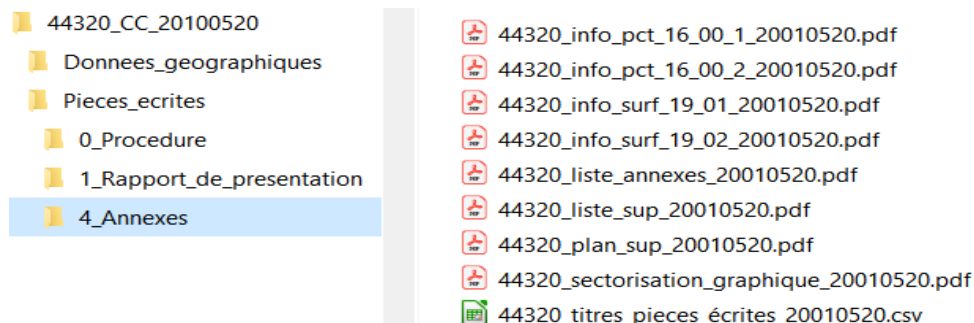 44320_CC_20100520
Donnees_geographiques
Pieces_ecrites
0_Procedure
1_Rapport_de_presentation
4_Annexes
44320_info_pct_16_00_1_20010520.pdf
44320_info_pct_16_00_2_20010520.pdf
44320_info_surf_19_01_20010520.pdf
44320_info_surf_19_02_20010520.pdf
44320_liste_annexes_20010520.pdf
44320_liste_sup_20010520.pdf
44320_plan_sup_20010520.pdf
44320_sectorisation_graphique_20010520.pdf
44320_titres_pieces_écrites_20010520.csv